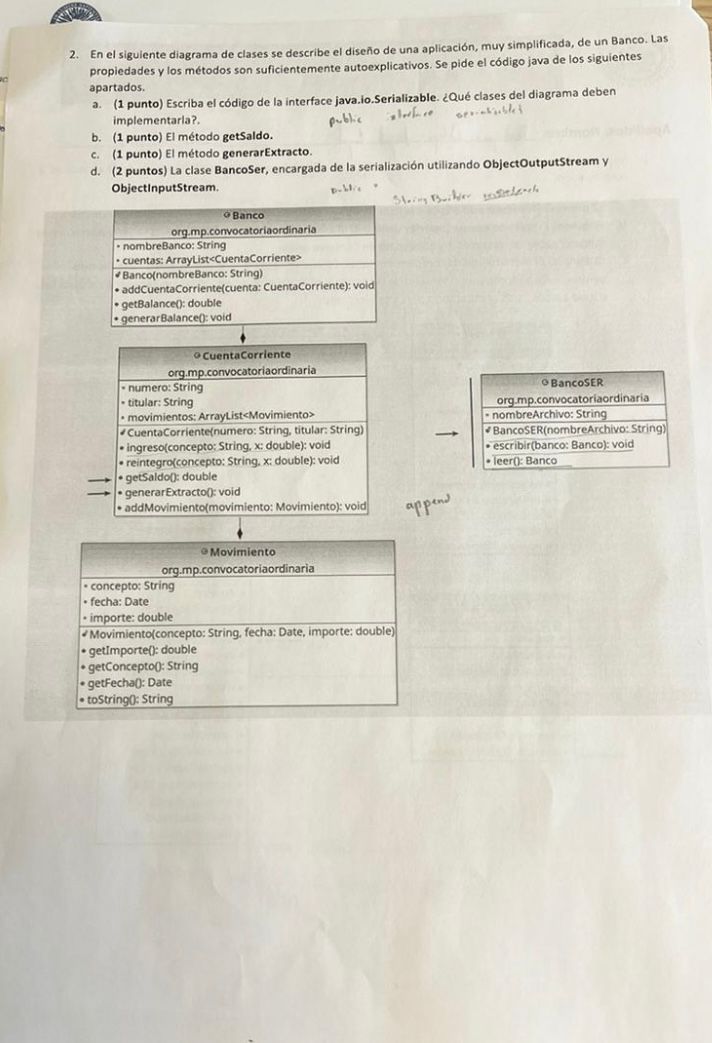 2. En el siguiente diagrama de clases se describe el diseño de una aplicación, muy simplificada, de un Banco. Las
propiedades y los métodos son suficientemente autoexplicativos. Se pide el código java de los siguientes
apartados.
a. (1 punto) Escriba el código de la interface java.io.Serializable. ¿Qué clases del diagrama deben
implementarla?.
public interface
b. (1 punto) El método getSaldo.
c. (1 punto) El método generarExtracto.
d. (2 puntos) La clase BancoSer, encargada de la serialización utilizando ObjectOutputStream y
ObjectInputStream.
public
String Builder
Banco
org.mp.convocatoriaordinaria
nombreBanco: String
cuentas: ArrayList<CuentaCorriente>
Banco(nombreBanco: String)
addCuentaCorriente(cuenta: CuentaCorriente): void
getBalance(): double
generarBalance(): void
CuentaCorriente
org.mp.convocatoriaordinaria
numero: String
titular: String
movimientos: ArrayList<Movimiento>
CuentaCorriente(numero: String, titular: String)
ingreso(concepto: String, x: double): void
reintegro(concepto: String, x: double): void
getSaldo(): double
generarExtracto(): void
addMovimiento(movimiento: Movimiento): void
BancoSER
org.mp.convocatoriaordinaria
nombreArchivo: String
BancoSER(nombreArchivo: String)
escribir(banco: Banco): void
leer(): Banco
append
Movimiento
org.mp.convocatoriaordinaria
concepto: String
fecha: Date
importe: double
Movimiento(concepto: String, fecha: Date, importe: double)
getImporte(): double
getConcepto(): String
getFecha(): Date
toString(): String